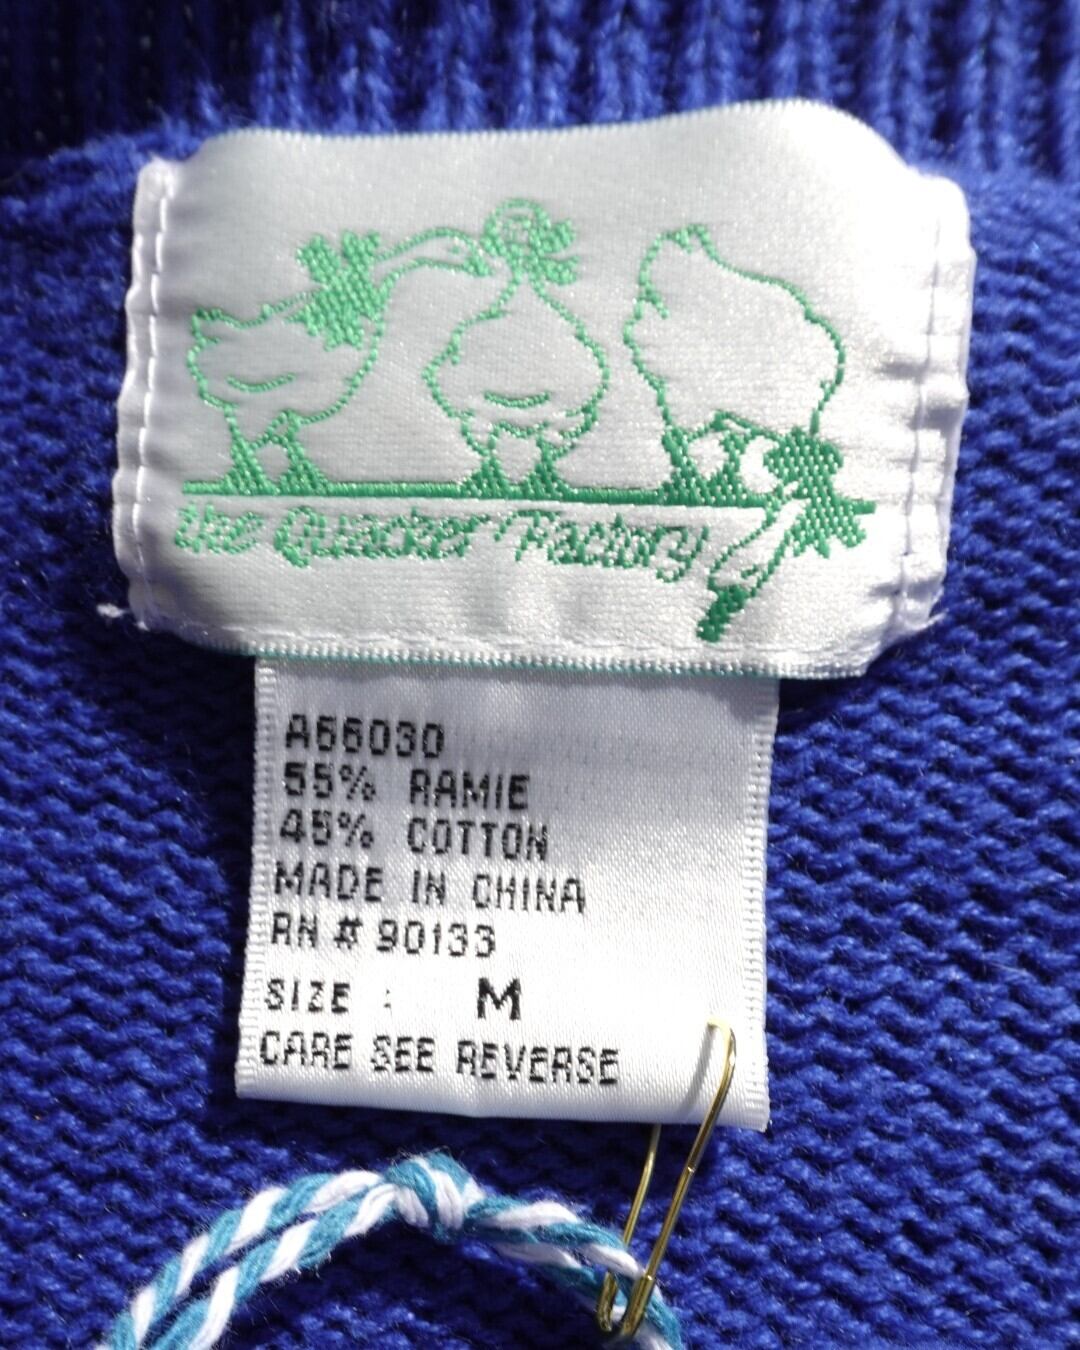 the Quacker Factory
A66030
55% RAMIE
45% COTTON
MADE IN CHINA
RN # 90133
SIZE : M
CARE SEE REVERSE